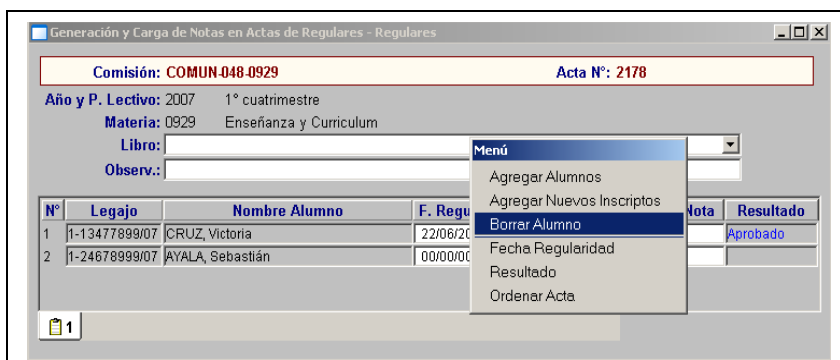 Generación y Carga de Notas en Actas de Regulares - Regulares
Comisión: COMUN-048-0929 Acta N°: 2178
Año y P. Lectivo: 2007 1° cuatrimestre
Materia: 0929 Enseñanza y Curriculum
Libro:
Observ.:
Menú
Agregar Alumnos
Agregar Nuevos Inscriptos
Borrar Alumno
Fecha Regularidad
Resultado
Ordenar Acta
N° Legajo Nombre Alumno F. Regu Nota Resultado
1 1-13477899/07 CRUZ, Victoria 22/06/20 Aprobado
2 1-24678999/07 AYALA, Sebastián 00/00/00
1